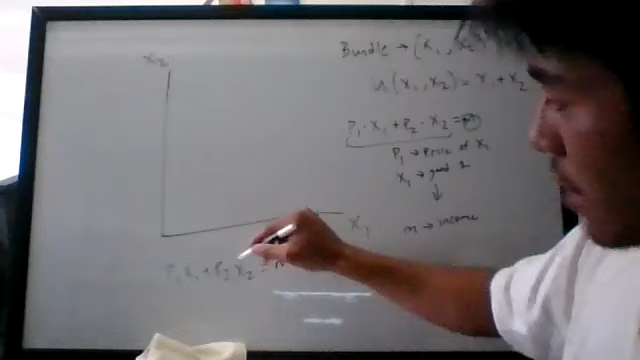 Bundle → (x₁, x₂)
u(x₁, x₂) = x₁ + x₂
P₁ · x₁ + P₂ · x₂ = m
P₁ → Price of x₁
x₁ → good 1
↓
m → income
x₂
x₁
P₁x₁ + P₂x₂ = m